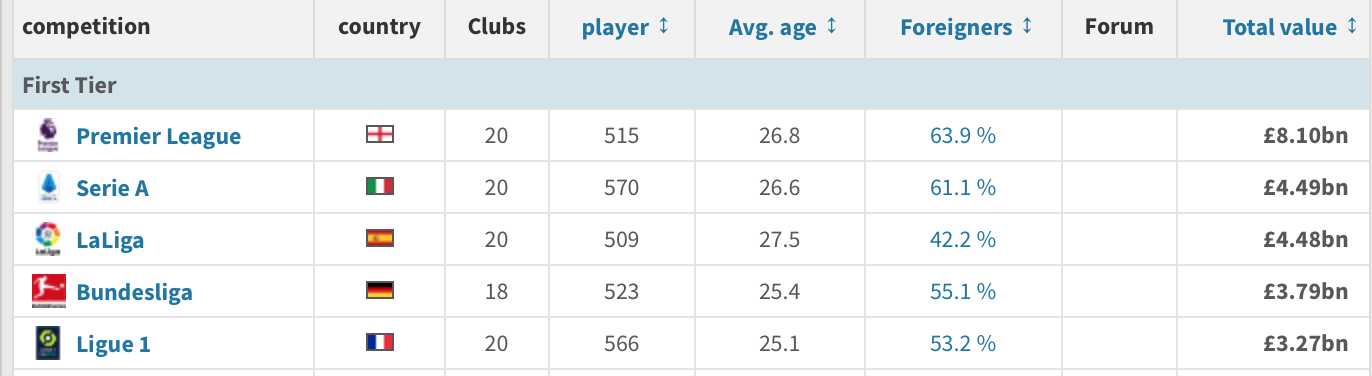 competition country Clubs player ↕ Avg. age ↕ Foreigners ↕ Forum Total value ↕
First Tier
Premier League 20 515 26.8 63.9 % £8.10bn
Serie A 20 570 26.6 61.1 % £4.49bn
LaLiga 20 509 27.5 42.2 % £4.48bn
Bundesliga 18 523 25.4 55.1 % £3.79bn
Ligue 1 20 566 25.1 53.2 % £3.27bn